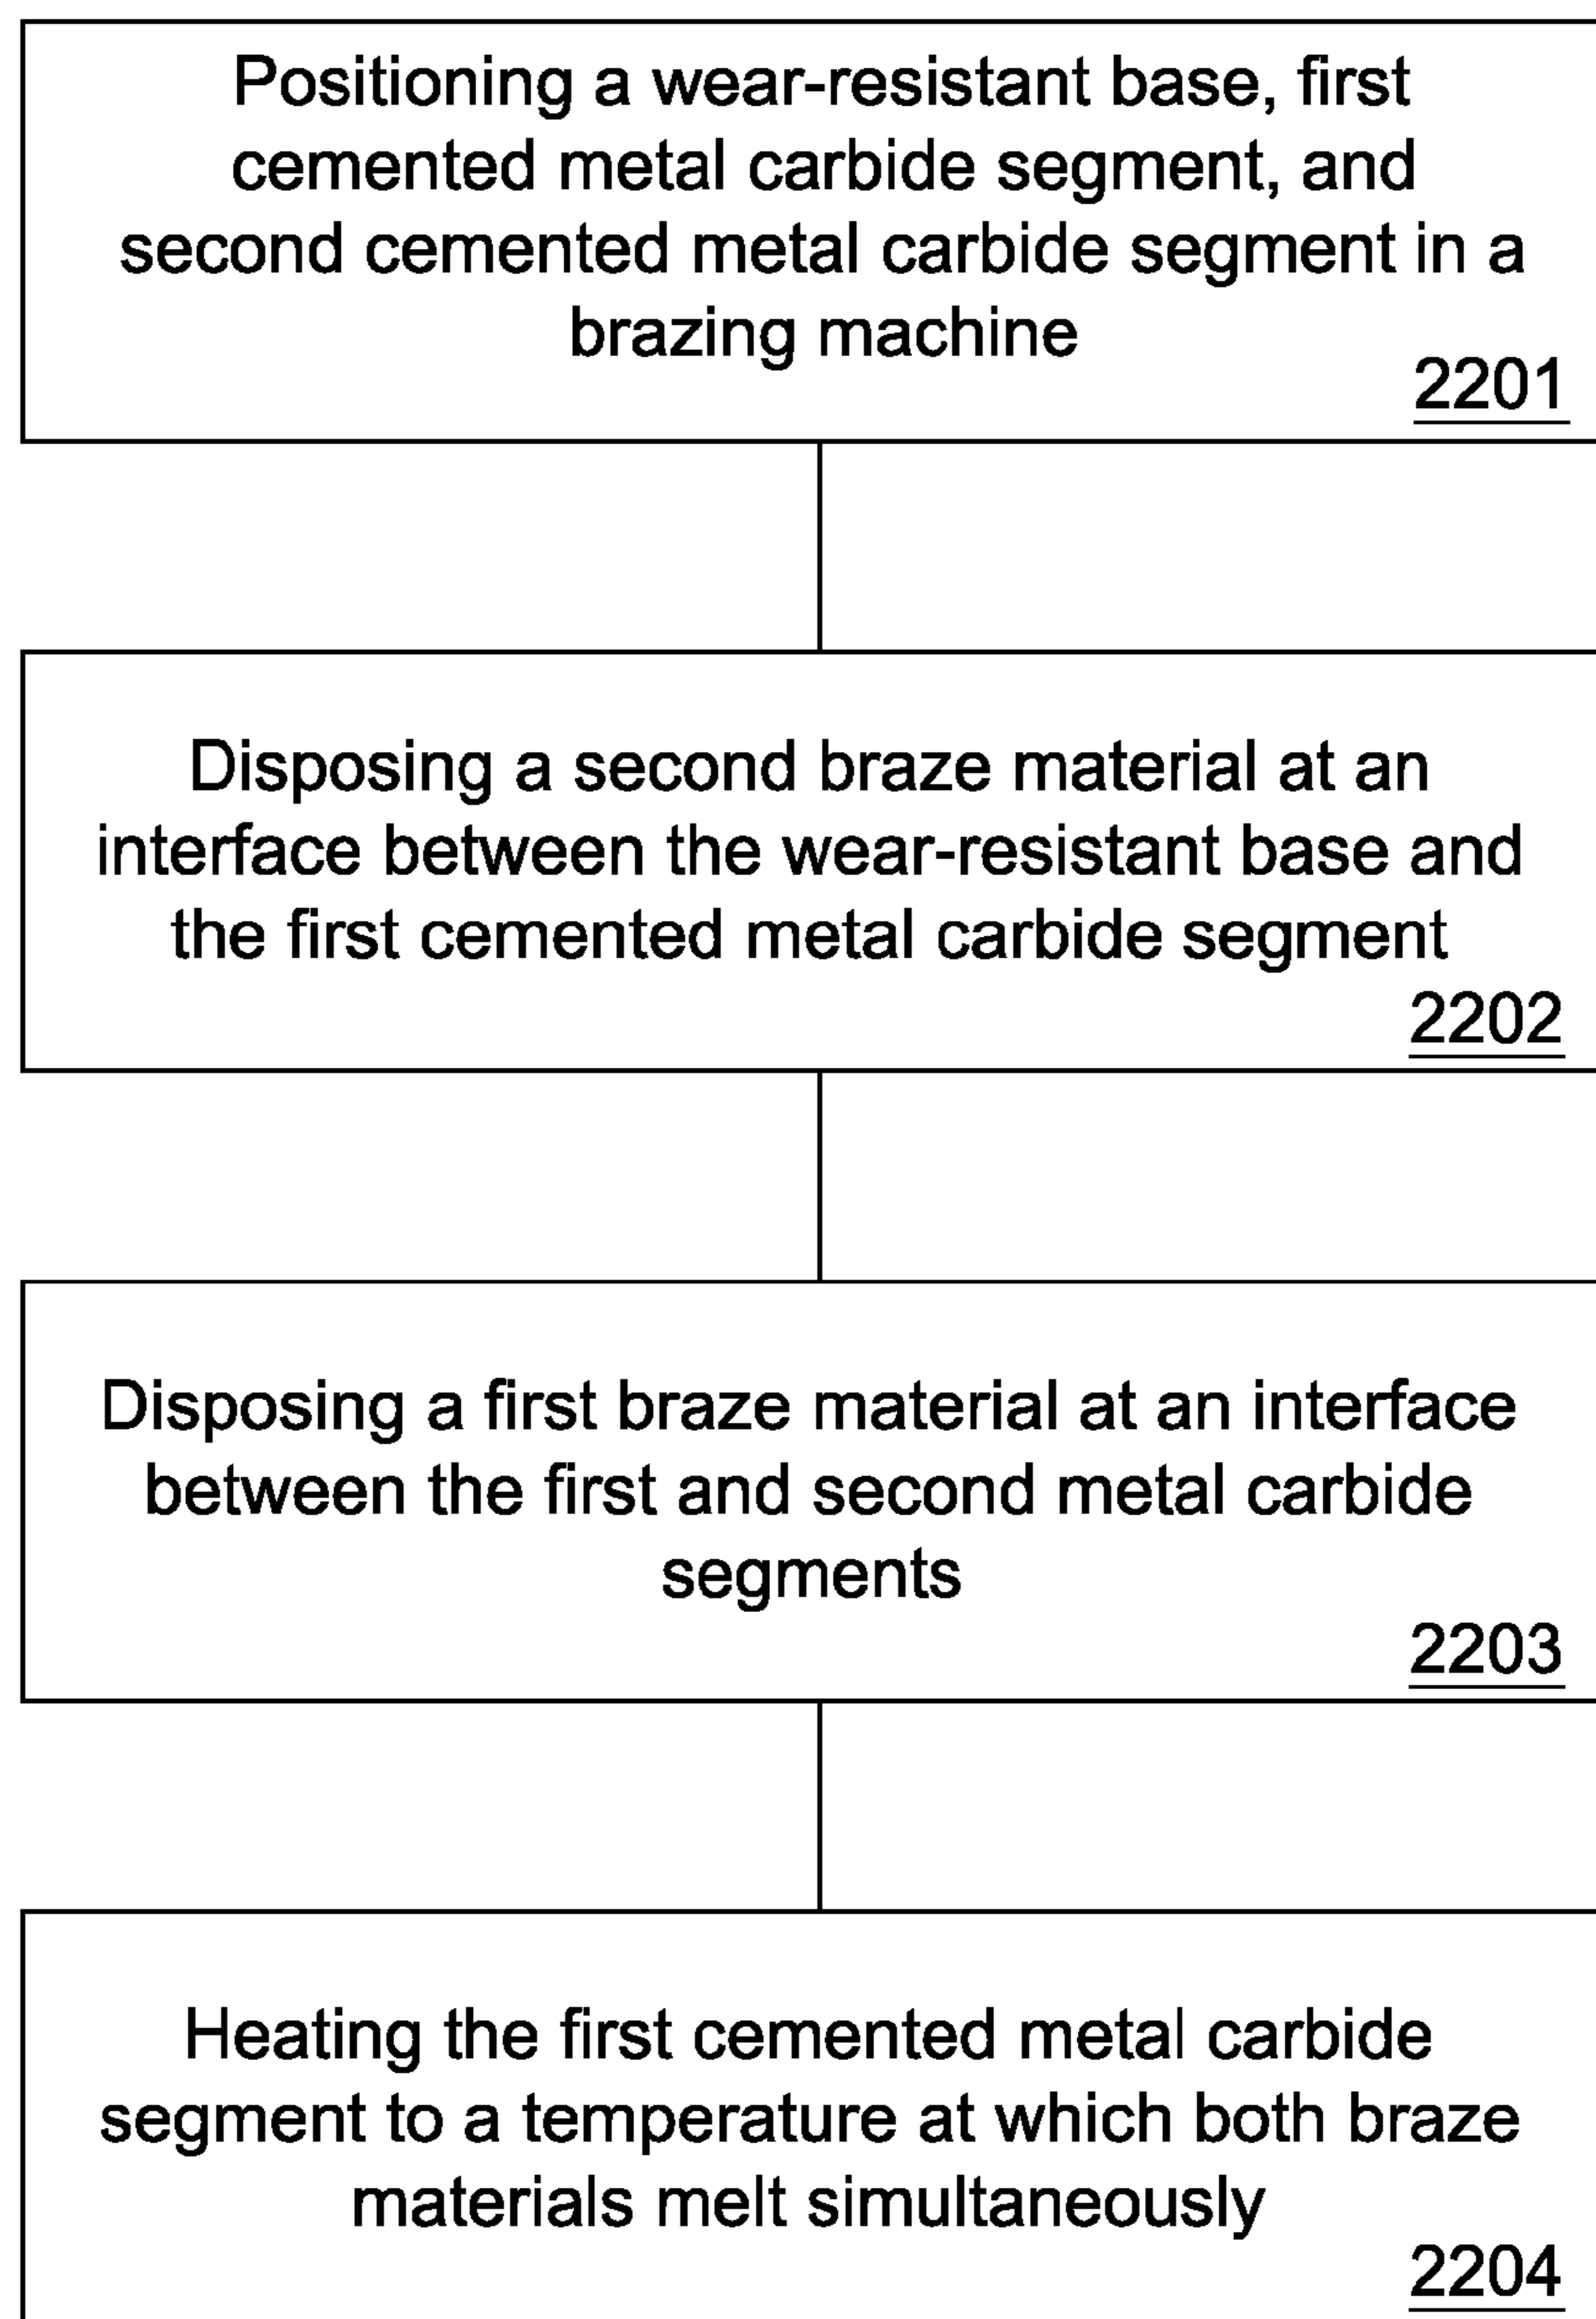 Positioning a wear-resistant base, first
cemented metal carbide segment, and
second cemented metal carbide segment in a
brazing machine
2201
Disposing a second braze material at an
interface between the wear-resistant base and
the first cemented metal carbide segment
2202
Disposing a first braze material at an interface
between the first and second metal carbide
segments
2203
Heating the first cemented metal carbide
segment to a temperature at which both braze
materials melt simultaneously
2204